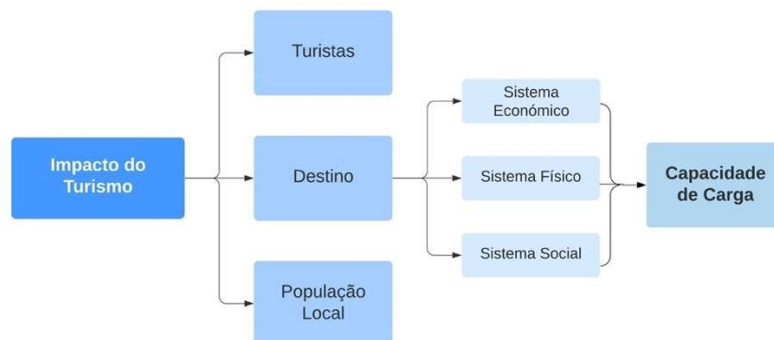 Impacto do
Turismo
Turistas
Destino
População
Local
Sistema
Económico
Sistema Físico
Sistema Social
Capacidade
de Carga